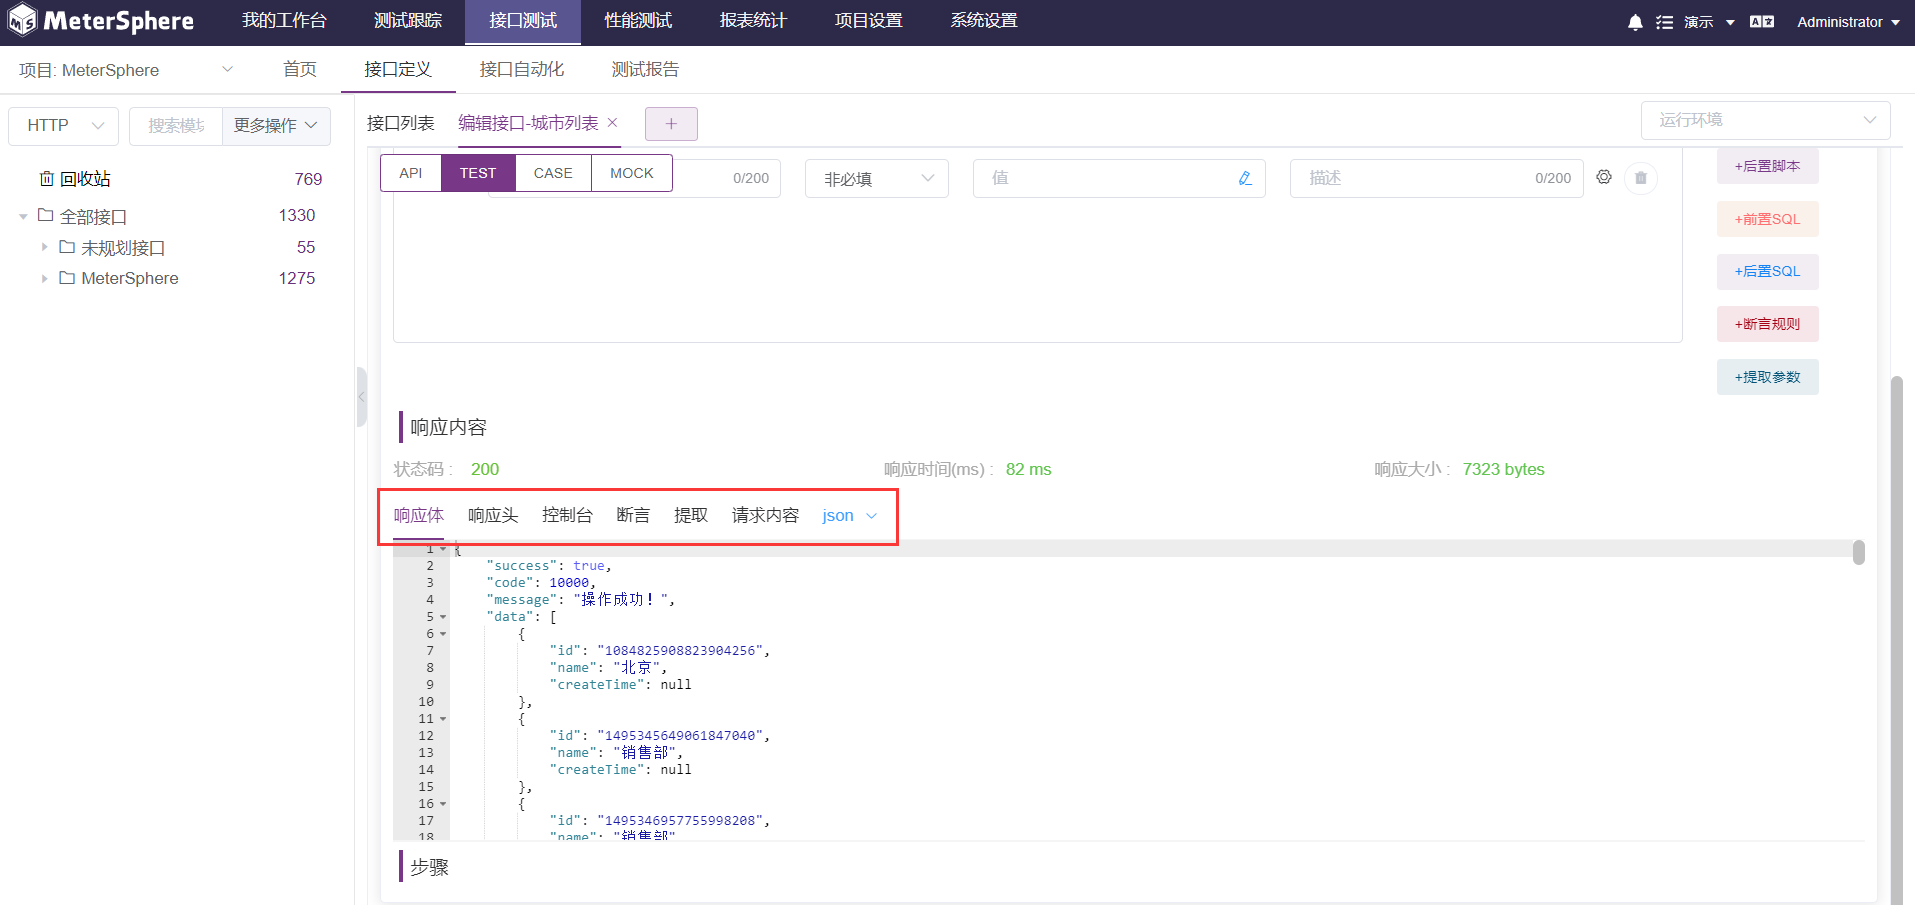 MS MeterSphere 我的工作台 测试跟踪 接口测试 性能测试 报表统计 项目设置 系统设置 演示 Administrator
项目: MeterSphere 首页 接口定义 接口自动化 测试报告
HTTP 搜索模块 更多操作
接口列表 编辑接口-城市列表 × + 运行环境
API TEST CASE MOCK 0/200 非必填 值 描述 0/200
回收站 769
全部接口 1330
未规划接口 55
MeterSphere 1275
+后置脚本
+前置SQL
+后置SQL
+断言规则
+提取参数
响应内容
状态码 : 200 响应时间(ms) : 82 ms 响应大小 : 7323 bytes
响应体 响应头 控制台 断言 提取 请求内容 json
1 {
2 "success": true,
3 "code": 10000,
4 "message": "操作成功！",
5 "data": [
6 {
7 "id": "1084825908823904256",
8 "name": "北京",
9 "createTime": null
10 },
11 {
12 "id": "1495345649061847040",
13 "name": "销售部",
14 "createTime": null
15 },
16 {
17 "id": "1495346957755998208",
18 "name": "销售部"
步骤